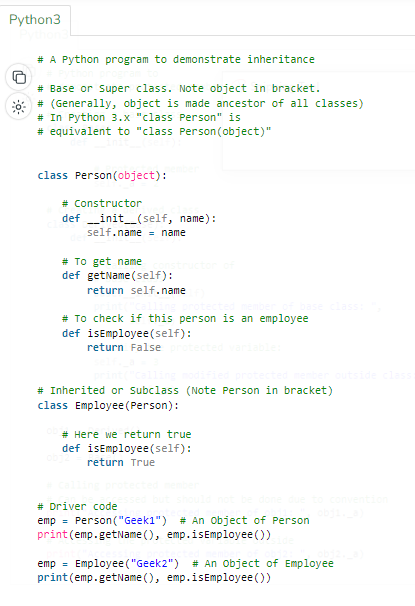 Python3
# A Python program to demonstrate inheritance
# Base or Super class. Note object in bracket.
# (Generally, object is made ancestor of all classes)
# In Python 3.x "class Person" is
# equivalent to "class Person(object)"
class Person(object):
    # Constructor
    def __init__(self, name):
        self.name = name
    # To get name
    def getName(self):
        return self.name
    # To check if this person is an employee
    def isEmployee(self):
        return False
# Inherited or Subclass (Note Person in bracket)
class Employee(Person):
    # Here we return true
    def isEmployee(self):
        return True
# Driver code
emp = Person("Geek1")  # An Object of Person
print(emp.getName(), emp.isEmployee())
emp = Employee("Geek2")  # An Object of Employee
print(emp.getName(), emp.isEmployee())